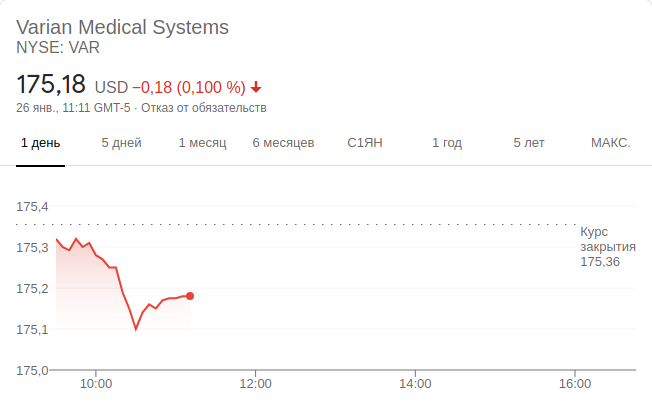 Varian Medical Systems
NYSE: VAR
175,18 USD −0,18 (0,100 %)
26 янв., 11:11 GMT-5 · Отказ от обязательств
1 день 5 дней 1 месяц 6 месяцев С1ЯН 1 год 5 лет МАКС.
175,4
Курс
закрытия
175,36
175,3
175,2
175,1
175,0
10:00 12:00 14:00 16:00